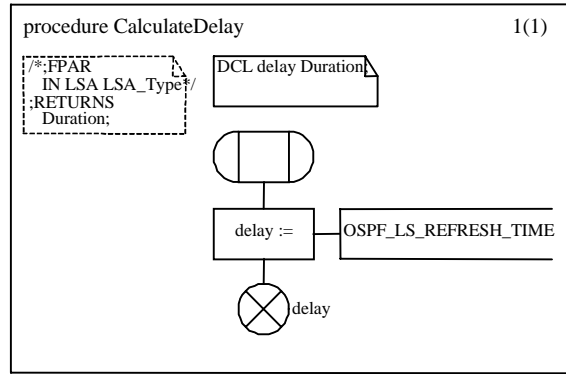 procedure CalculateDelay
1(1)
/*;FPAR
IN LSA LSA_Type*/
;RETURNS
Duration;
DCL delay Duration;
delay :=
OSPF_LS_REFRESH_TIME
delay